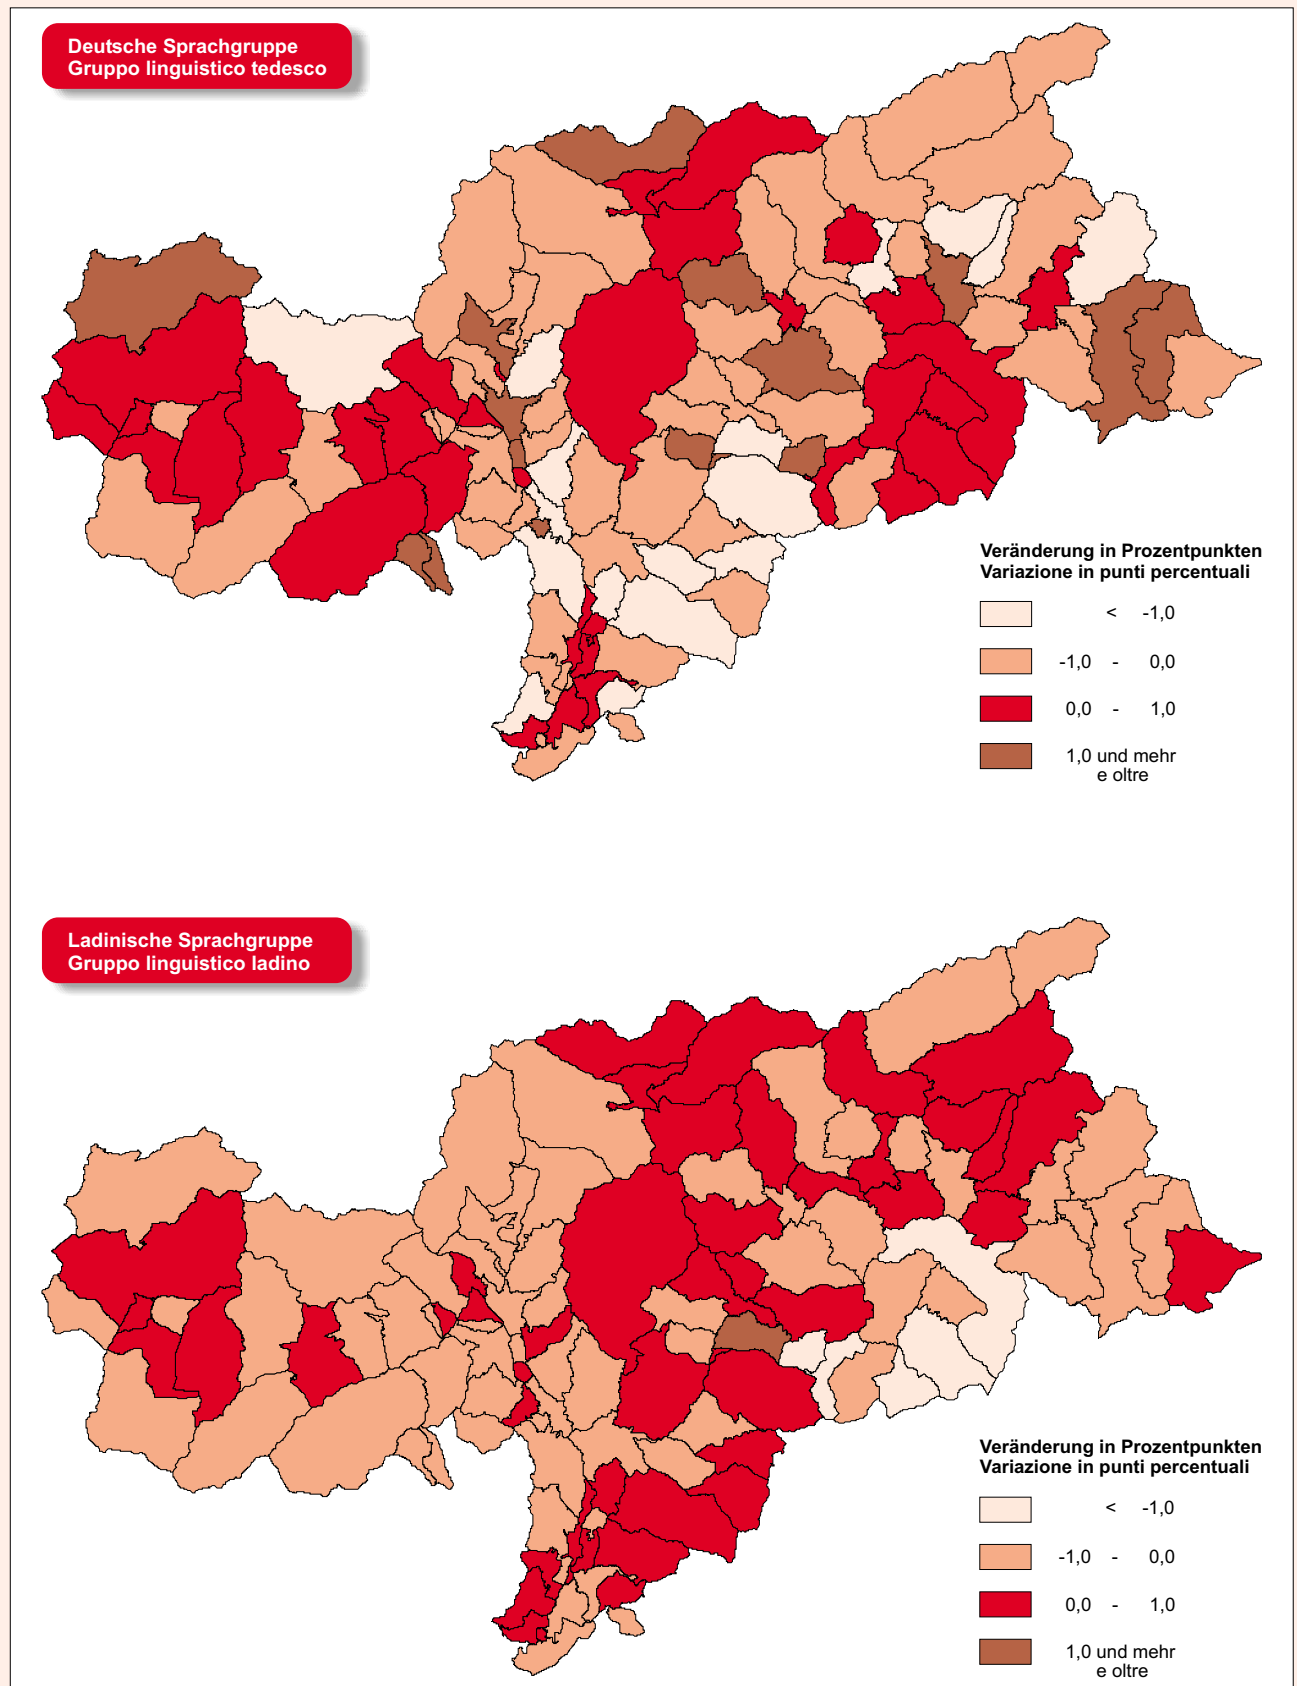 Deutsche Sprachgruppe
Gruppo linguistico tedesco
Veränderung in Prozentpunkten
Variazione in punti percentuali
< -1,0
-1,0 - 0,0
0,0 - 1,0
1,0 und mehr
e oltre
Ladinische Sprachgruppe
Gruppo linguistico ladino
Veränderung in Prozentpunkten
Variazione in punti percentuali
< -1,0
-1,0 - 0,0
0,0 - 1,0
1,0 und mehr
e oltre